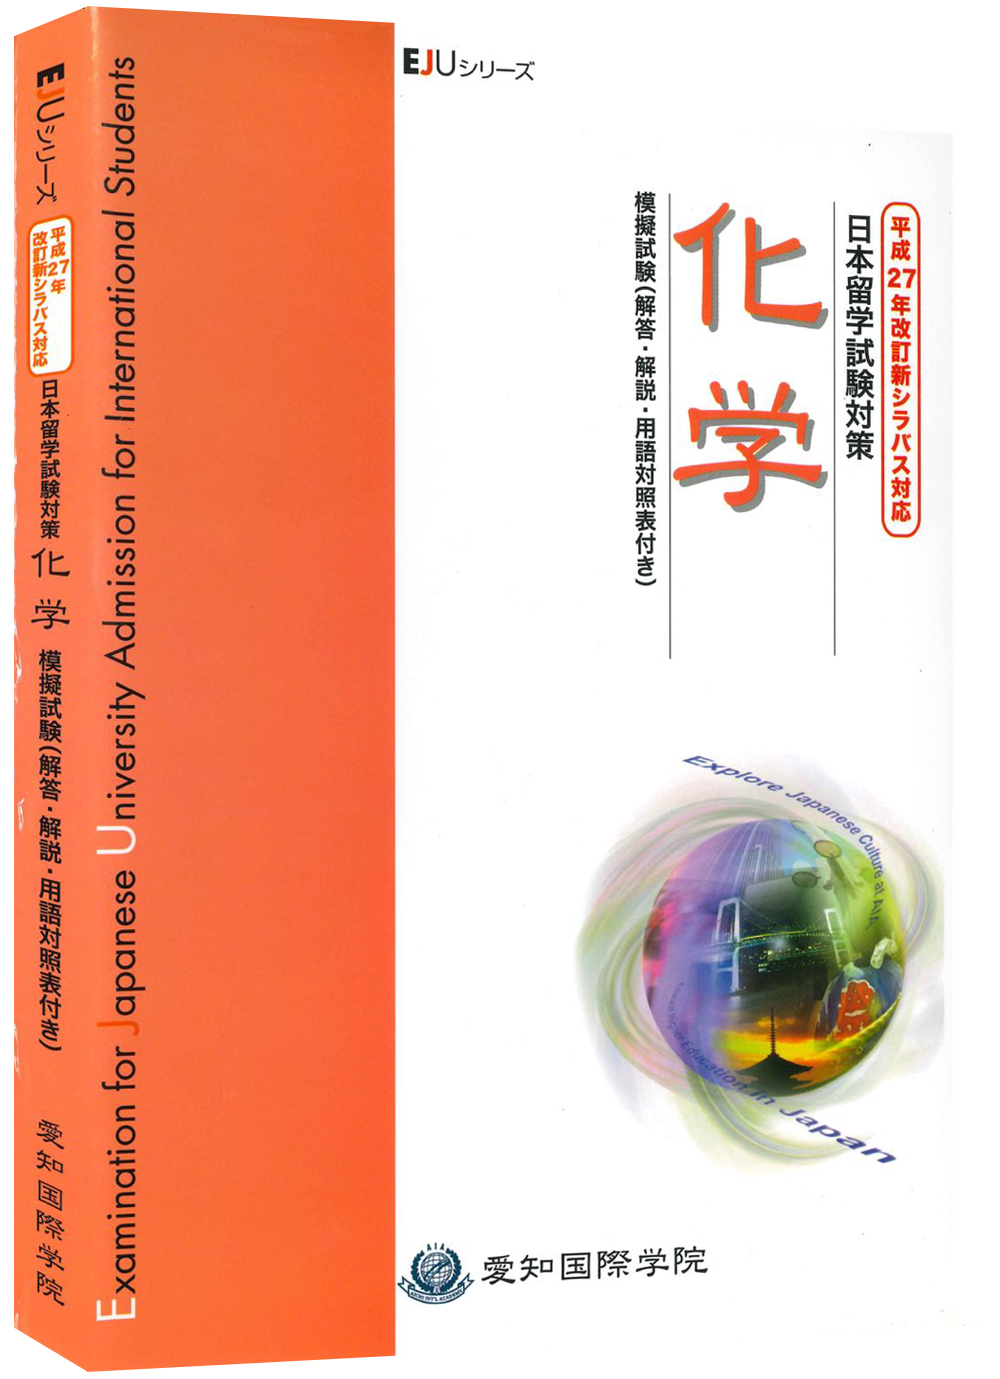 EJUシリーズ
平成27年
改訂新シラバス対応
日本留学試験対策
化学
模擬試験(解答・解説・用語対照表付き)
愛知国際学院
Examination for Japanese University Admission for International Students
EJUシリーズ
平成27年改訂新シラバス対応
日本留学試験対策
化学
模擬試験(解答・解説・用語対照表付き)
Explore Japanese Culture at AIA
Education in Japan
祭
AIA
AICHI INT'L ACADEMY
愛知国際学院